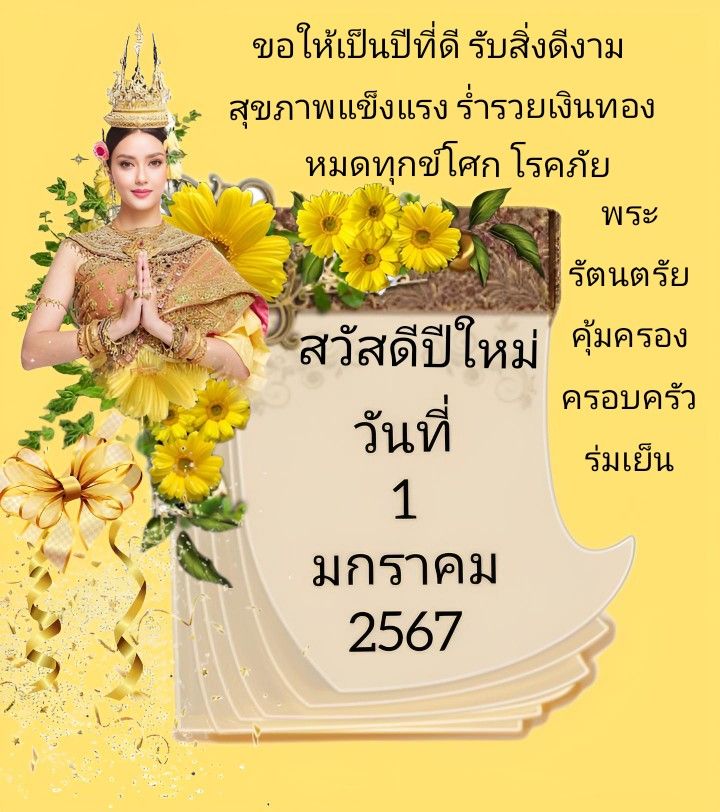 ขอให้เป็นปีที่ดี รับสิ่งดีงาม
สุขภาพแข็งแรง ร่ำรวยเงินทอง
หมดทุกข์โศก โรคภัย
พระ
รัตนตรัย
คุ้มครอง
ครอบครัว
ร่มเย็น
สวัสดีปีใหม่
วันที่
1
มกราคม
2567